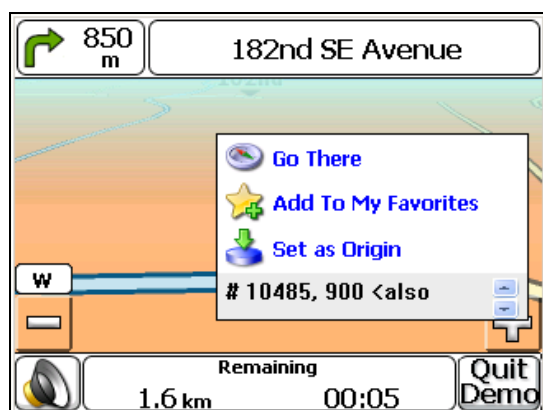 850
m
182nd SE Avenue
182nd
Go There
Add To My Favorites
Set as Origin
W
# 10485, 900 <also
Remaining
1.6 km 00:05
Quit
Demo